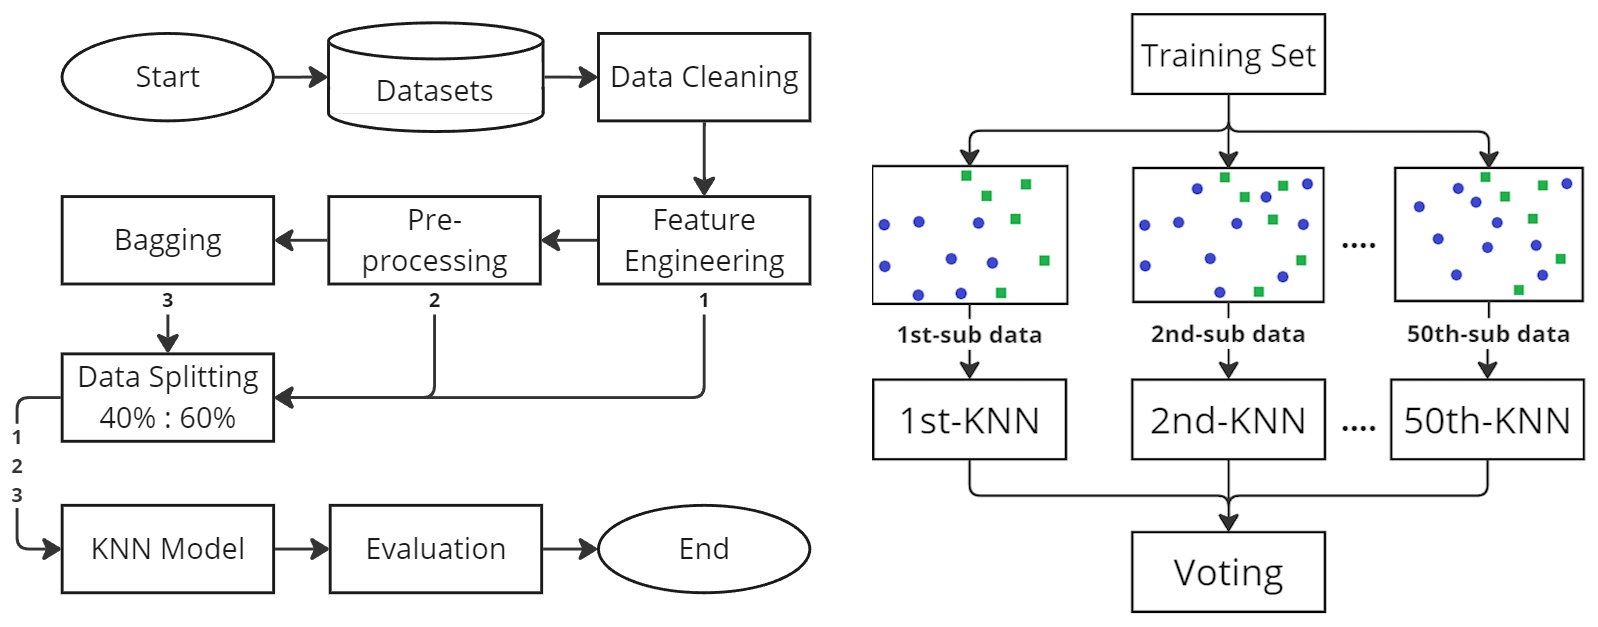 Start
Datasets
Data Cleaning
Bagging
Pre-
processing
Feature
Engineering
3
2
1
Data Splitting
40% : 60%
1
2
3
KNN Model
Evaluation
End
Training Set
....
1st-sub data
2nd-sub data
50th-sub data
1st-KNN
2nd-KNN
....
50th-KNN
Voting